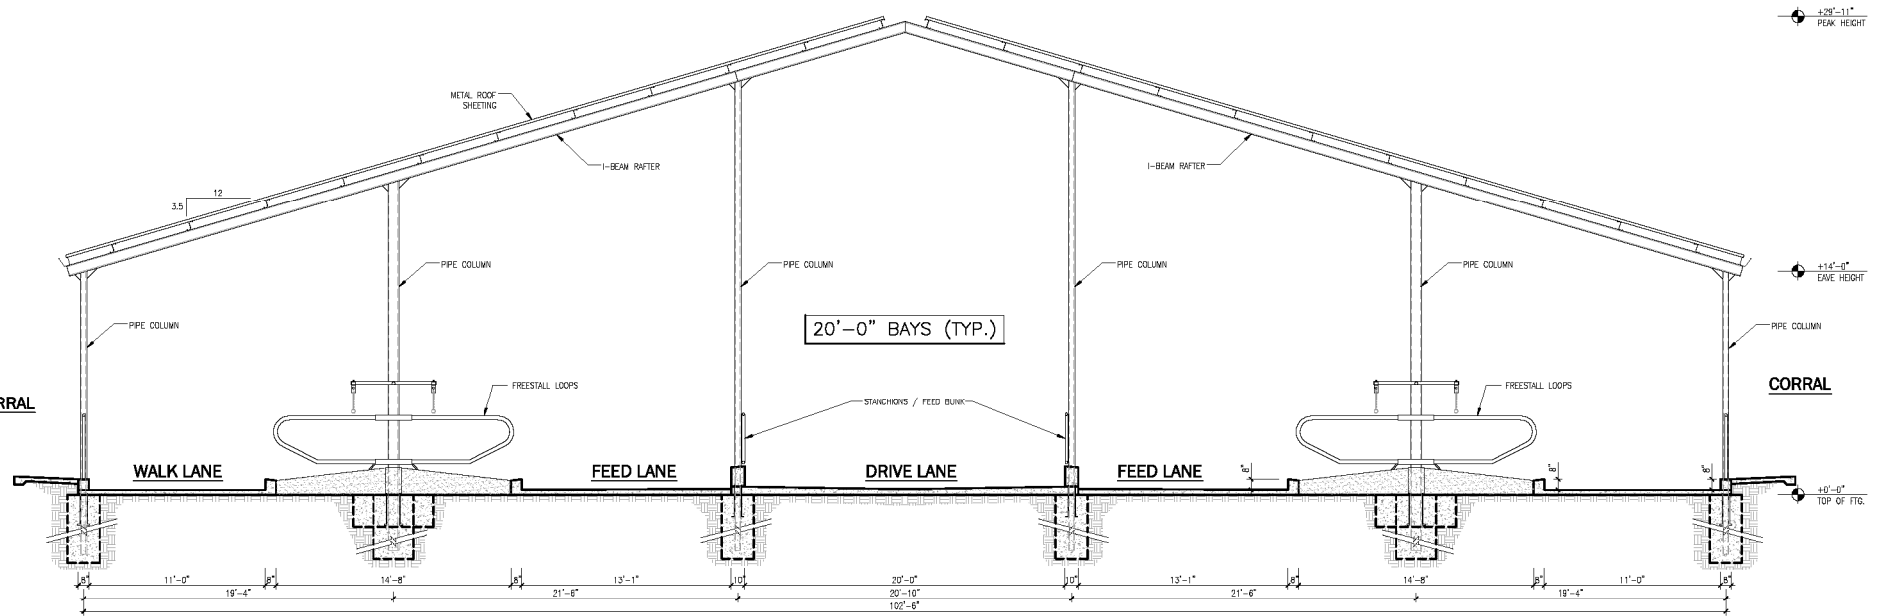 +29'-11"
PEAK HEIGHT
METAL ROOF
SHEETING
I-BEAM RAFTER
I-BEAM RAFTER
12
3.5
PIPE COLUMN
PIPE COLUMN
PIPE COLUMN
PIPE COLUMN
+14'-0"
EAVE HEIGHT
PIPE COLUMN
20'-0" BAYS (TYP.)
PIPE COLUMN
FREESTALL LOOPS
FREESTALL LOOPS
CORRAL
RRAL
STANCHIONS / FEED BUNK
WALK LANE
FEED LANE
DRIVE LANE
FEED LANE
8"
8"
8"
+0'-0"
TOP OF FTG.
8" 11'-0" 8" 14'-8" 8" 13'-1" 10" 20'-0" 10" 13'-1" 8" 14'-8" 8" 11'-0" 8"
19'-4" 21'-6" 20'-10" 21'-6" 19'-4"
102'-6"